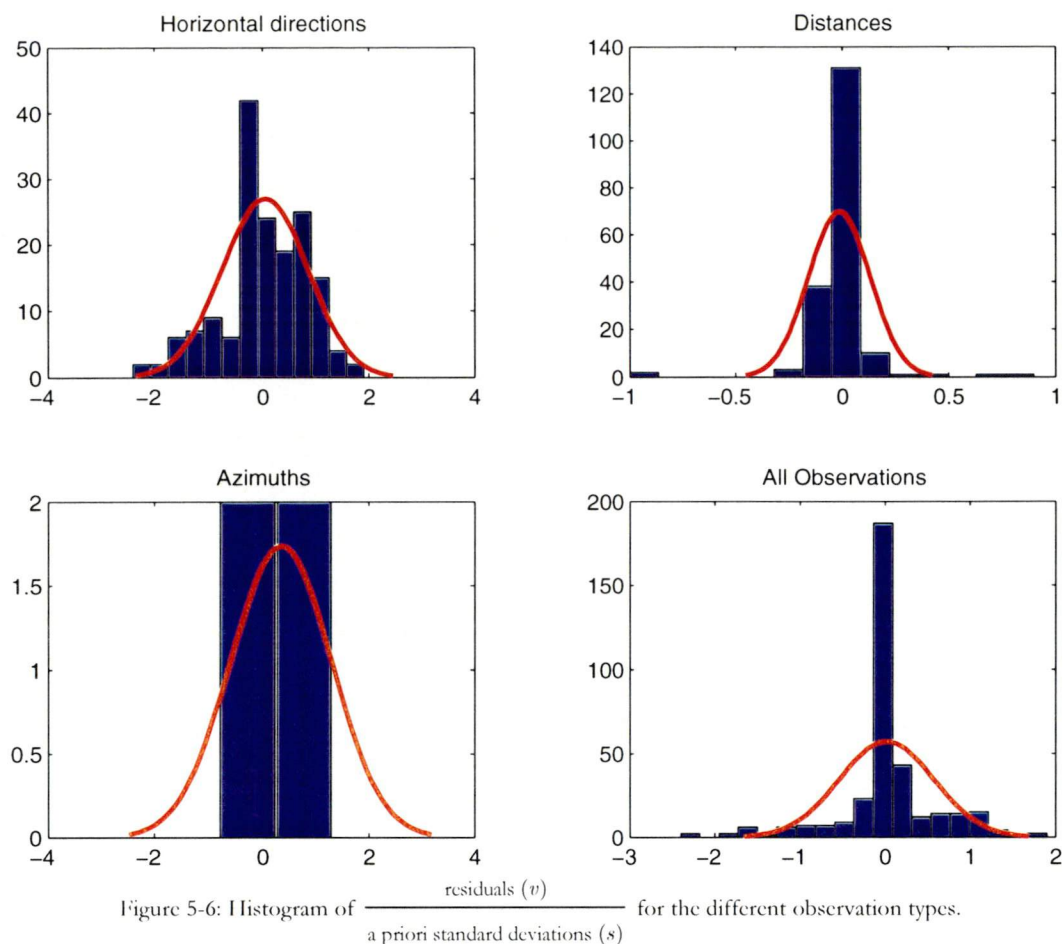 Horizontal directions
50
40
30
20
10
0
−4 −2 0 2 4
Distances
140
120
100
80
60
40
20
0
−1 −0.5 0 0.5 1
Azimuths
2
1.5
1
0.5
0
−4 −2 0 2 4
All Observations
200
150
100
50
0
−3 −2 −1 0 1 2
residuals (v)
Figure 5-6: Histogram of for the different observation types.
a priori standard deviations (s)